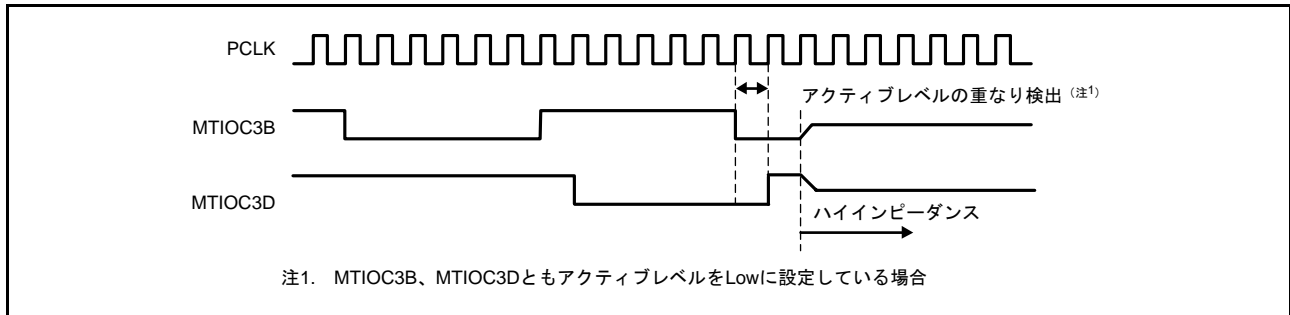 PCLK
アクティブレベルの重なり検出（注1）
MTIOC3B
MTIOC3D
ハイインピーダンス
注1. MTIOC3B、MTIOC3DともアクティブレベルをLowに設定している場合